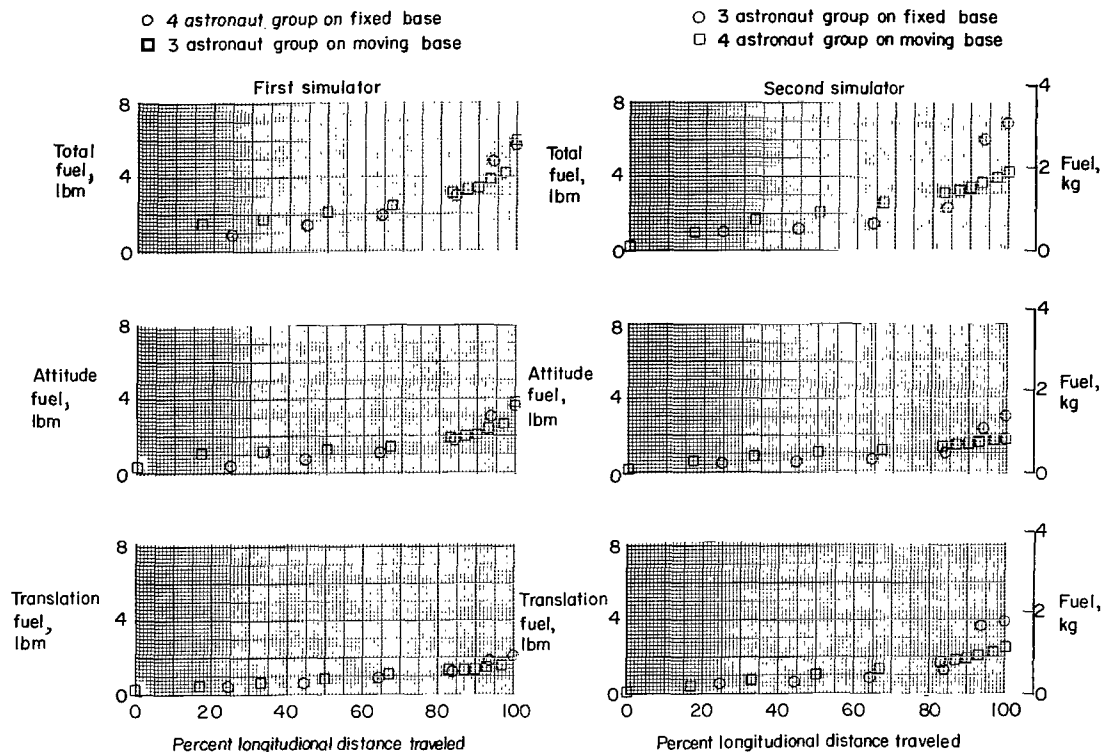 ○ 4 astronaut group on fixed base
□ 3 astronaut group on moving base
○ 3 astronaut group on fixed base
□ 4 astronaut group on moving base
First simulator
Second simulator
Total fuel, lbm
8
4
0
Total fuel, lbm
8
4
0
Fuel, kg
4
2
0
Attitude fuel, lbm
8
4
0
Attitude fuel, lbm
8
4
0
Fuel, kg
4
2
0
Translation fuel, lbm
8
4
0
Translation fuel, lbm
8
4
0
Fuel, kg
4
2
0
0 20 40 60 80 100
0 20 40 60 80 100
Percent longitudional distance traveled
Percent longitudional distance traveled